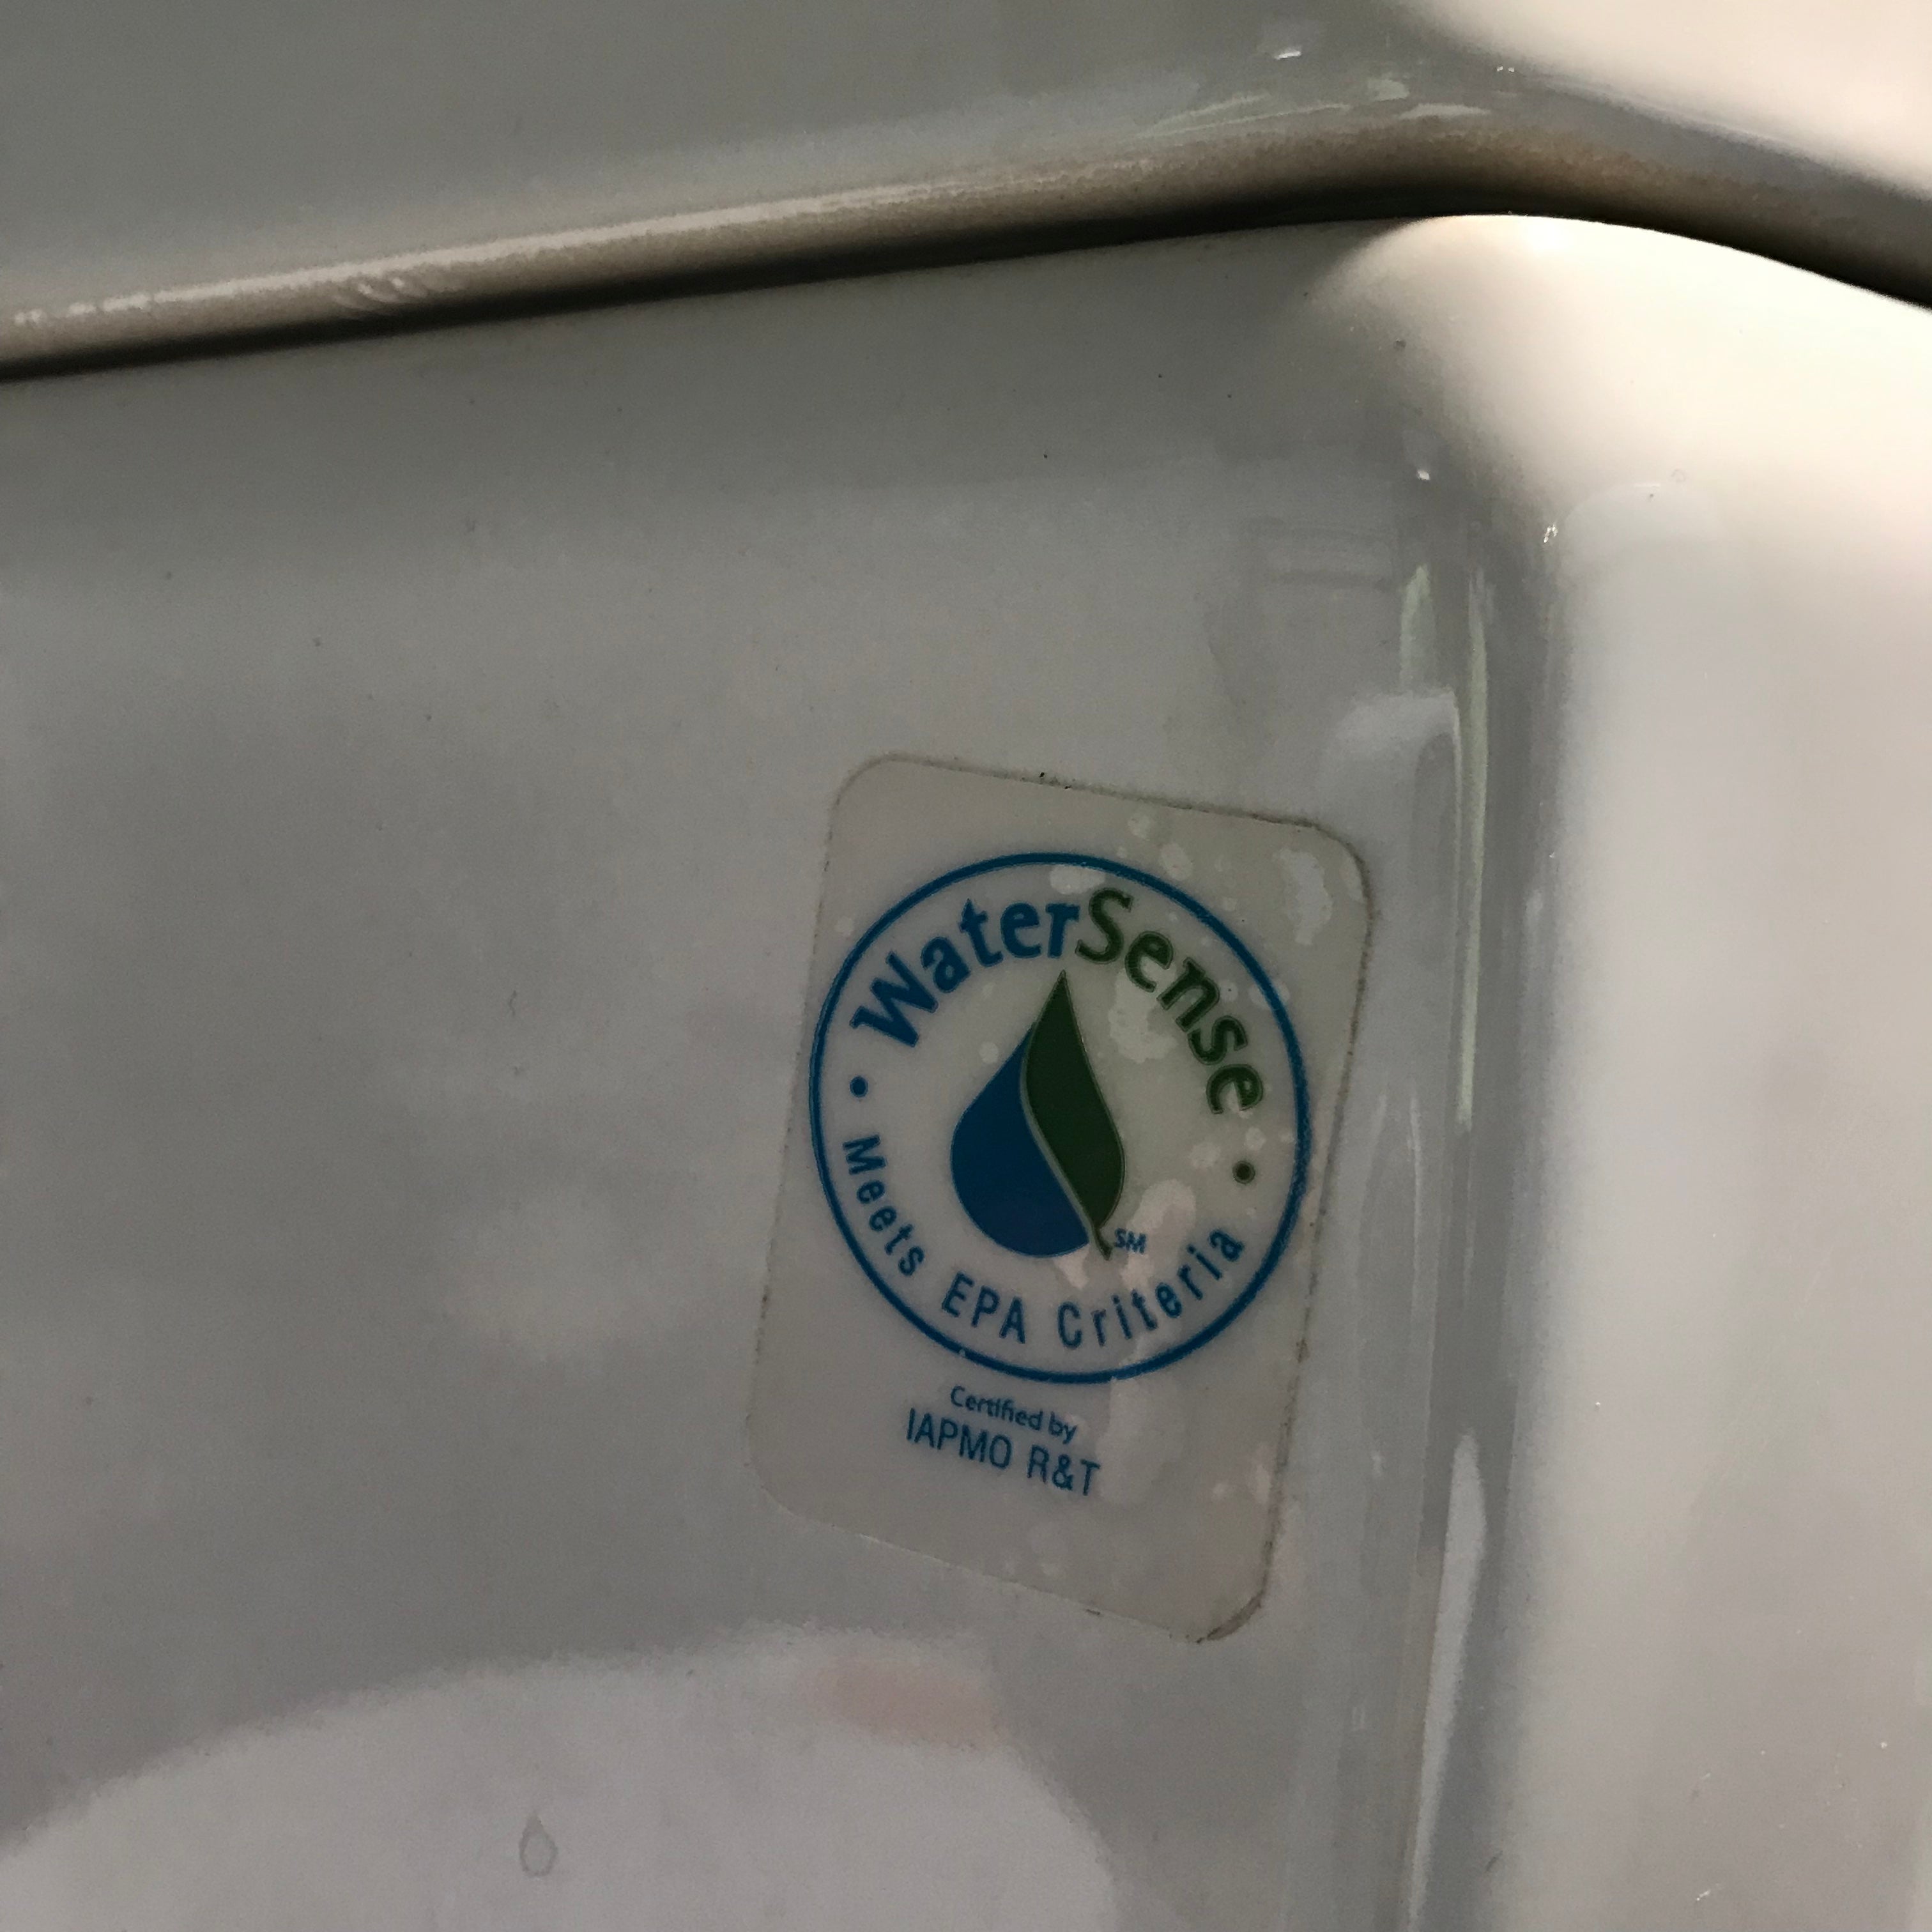 WaterSense
SM
• Meets EPA Criteria •
Certified by
IAPMO R&T